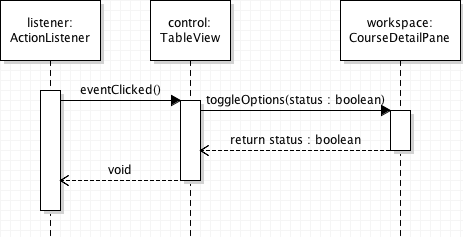 listener:
ActionListener
control:
TableView
workspace:
CourseDetailPane
eventClicked()
toggleOptions(status : boolean)
return status : boolean
void